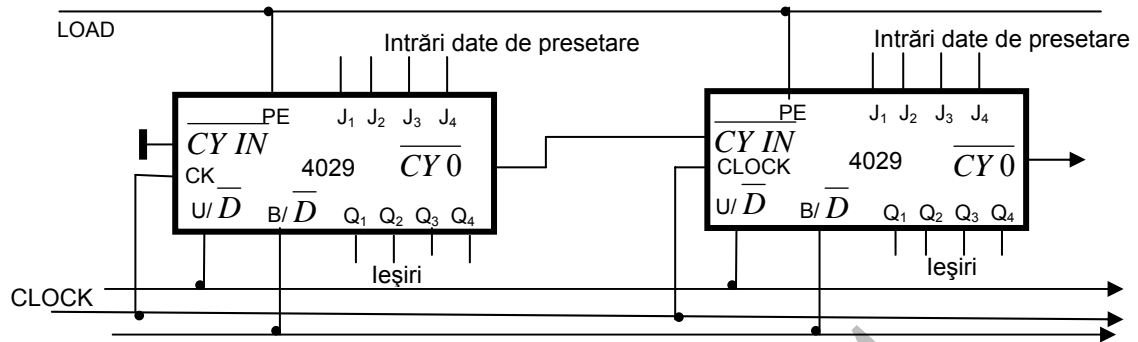 LOAD
Intrări date de presetare
Intrări date de presetare
PE J₁ J₂ J₃ J₄
PE J₁ J₂ J₃ J₄
CY IN
4029
CY 0
CY IN
4029
CY 0
CK
CLOCK
U/ D B/ D Q₁ Q₂ Q₃ Q₄
U/ D B/ D Q₁ Q₂ Q₃ Q₄
Ieşiri
Ieşiri
CLOCK